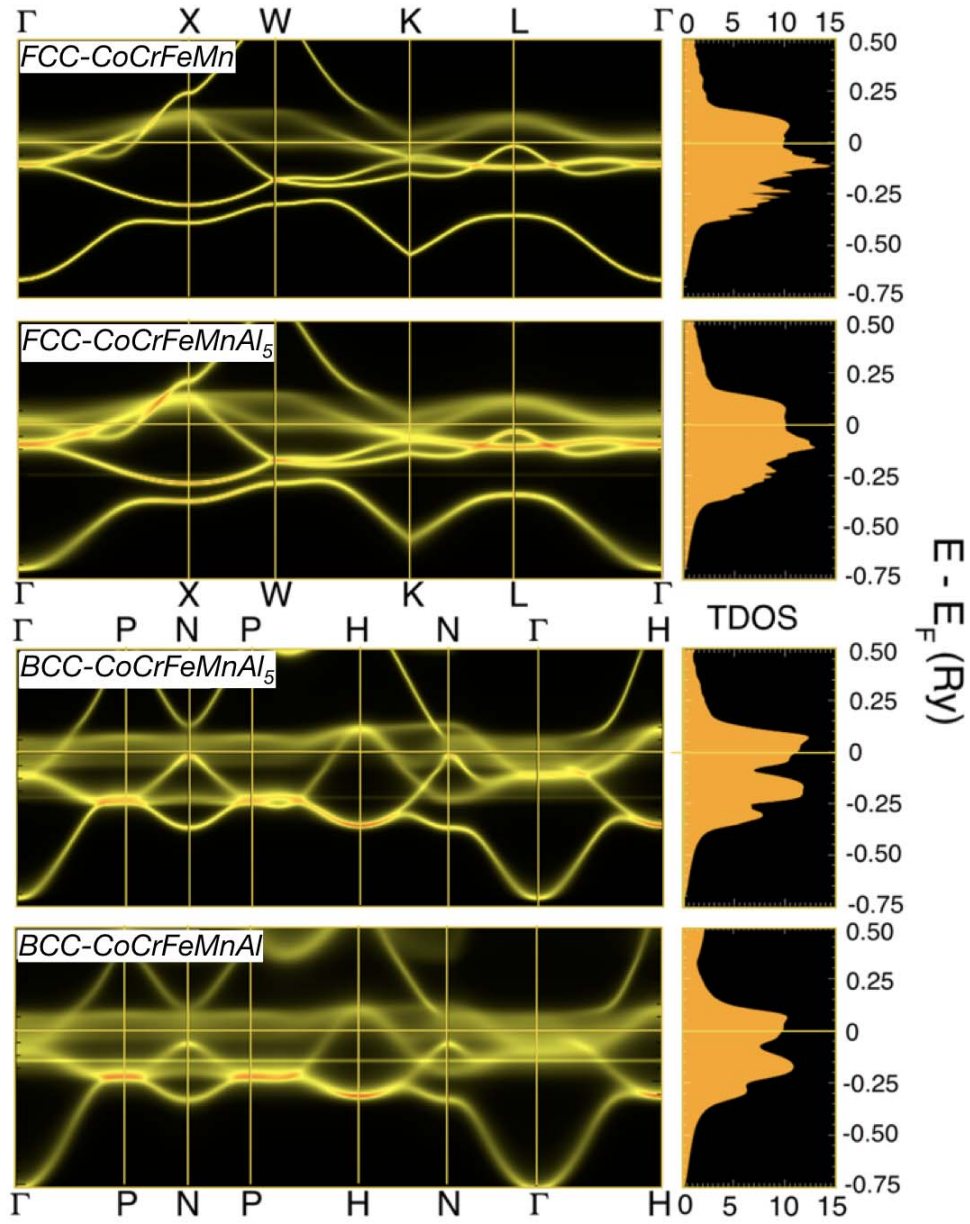 Γ X W K L Γ 0 5 10 15
FCC-CoCrFeMn
0.50
0.25
0
-0.25
-0.50
-0.75
FCC-CoCrFeMnAl₅
0.50
0.25
0
-0.25
-0.50
-0.75
Γ X W K L Γ
TDOS
Γ P N P H N Γ H
BCC-CoCrFeMnAl₅
0.50
0.25
0
-0.25
-0.50
-0.75
BCC-CoCrFeMnAl
0.50
0.25
0
-0.25
-0.50
-0.75
Γ P N P H N Γ H 0 5 10 15
E - E_F (Ry)